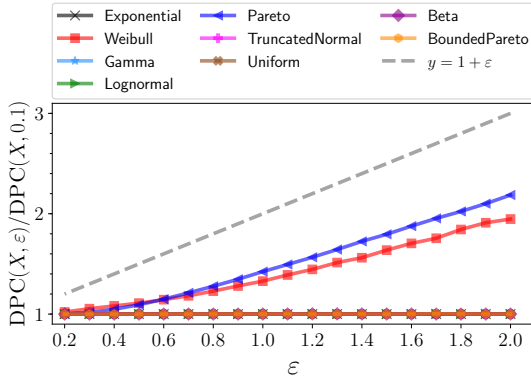 Exponential
Weibull
Gamma
Lognormal
Pareto
TruncatedNormal
Uniform
Beta
BoundedPareto
y = 1 + ε
DPC(X, ε)/DPC(X, 0.1)
3
2
1
0.2 0.4 0.6 0.8 1.0 1.2 1.4 1.6 1.8 2.0
ε